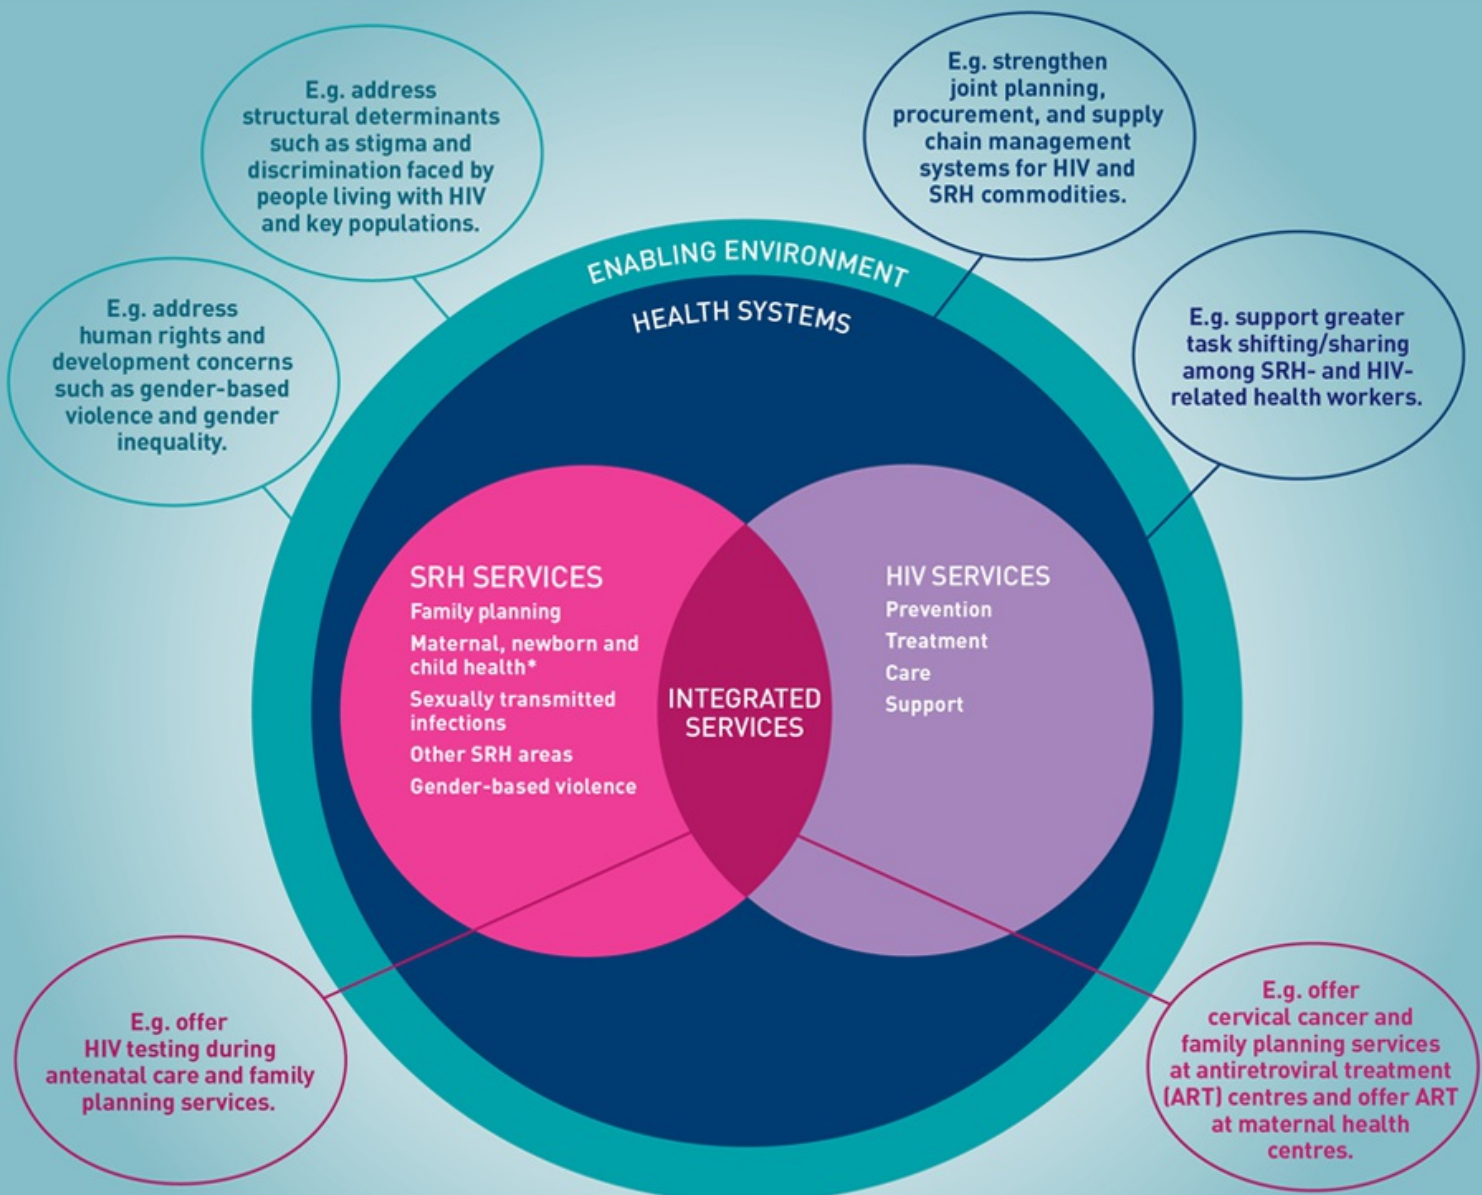 E.g. address
structural determinants
such as stigma and
discrimination faced by
people living with HIV
and key populations.
E.g. strengthen
joint planning,
procurement, and supply
chain management
systems for HIV and
SRH commodities.
E.g. address
human rights and
development concerns
such as gender-based
violence and gender
inequality.
E.g. support greater
task shifting/sharing
among SRH- and HIV-
related health workers.
ENABLING ENVIRONMENT
HEALTH SYSTEMS
SRH SERVICES
Family planning
Maternal, newborn and
child health*
Sexually transmitted
infections
Other SRH areas
Gender-based violence
INTEGRATED
SERVICES
HIV SERVICES
Prevention
Treatment
Care
Support
E.g. offer
HIV testing during
antenatal care and family
planning services.
E.g. offer
cervical cancer and
family planning services
at antiretroviral treatment
(ART) centres and offer ART
at maternal health
centres.